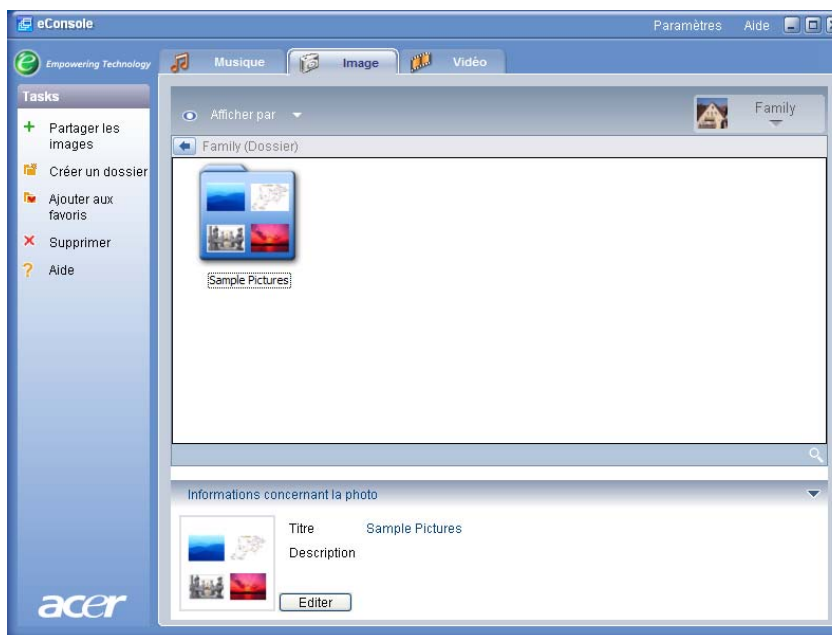 eConsole
Paramètres Aide
Empowering Technology
Musique
Image
Vidéo
Tasks
Partager les
images
Créer un dossier
Ajouter aux
favoris
Supprimer
Aide
Afficher par
Family
Family (Dossier)
Sample Pictures
Informations concernant la photo
Titre Sample Pictures
Description
Editer
acer